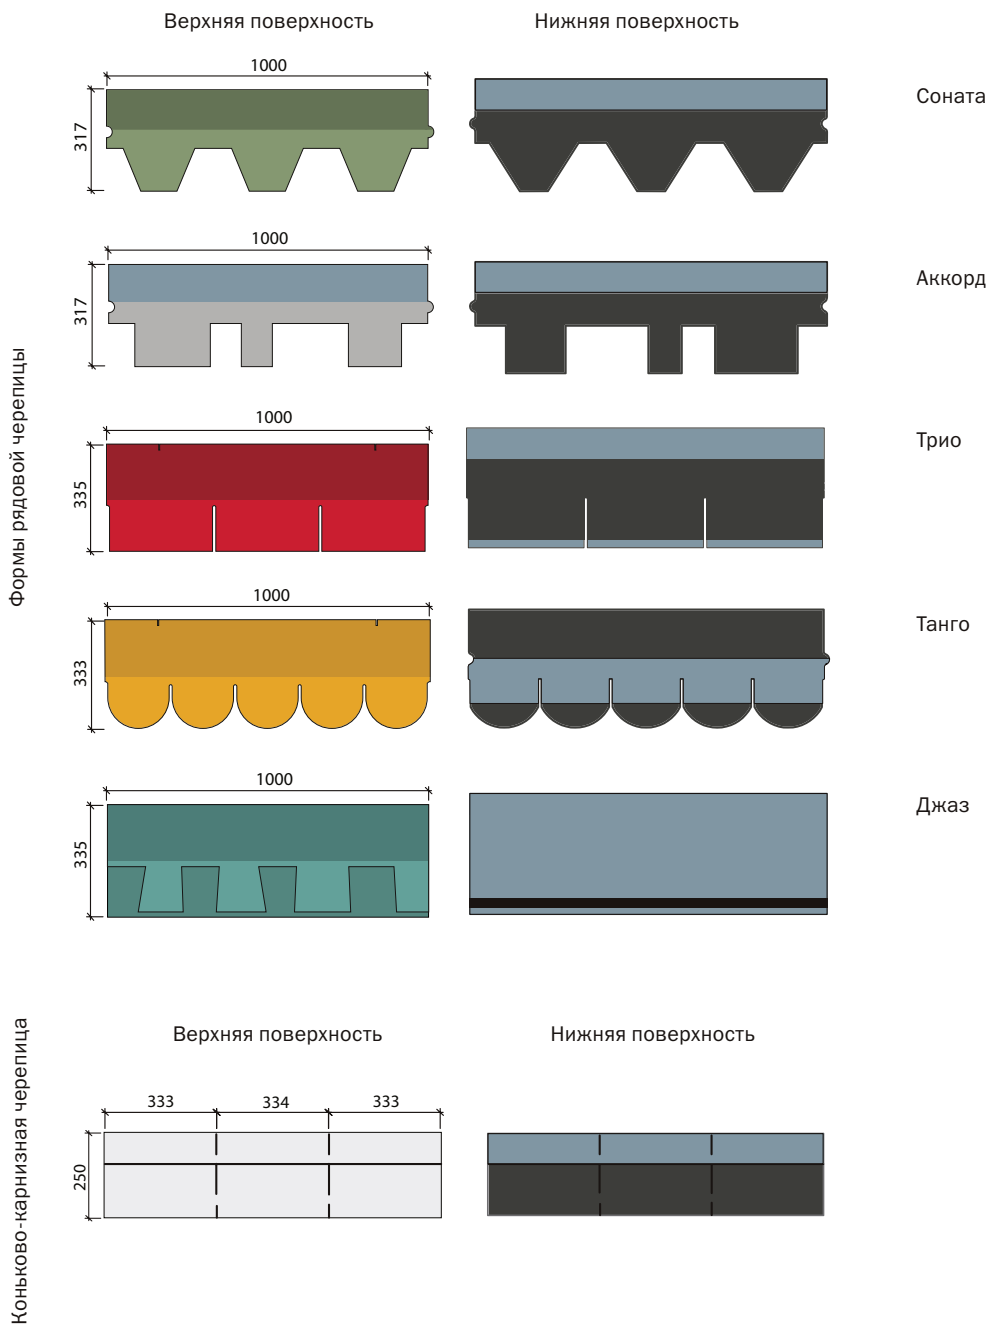 Верхняя поверхность
Нижняя поверхность
Формы рядовой черепицы
1000
317
Соната
1000
317
Аккорд
1000
335
Трио
1000
333
Танго
1000
335
Джаз
Коньково-карнизная черепица
Верхняя поверхность
Нижняя поверхность
333
334
333
250